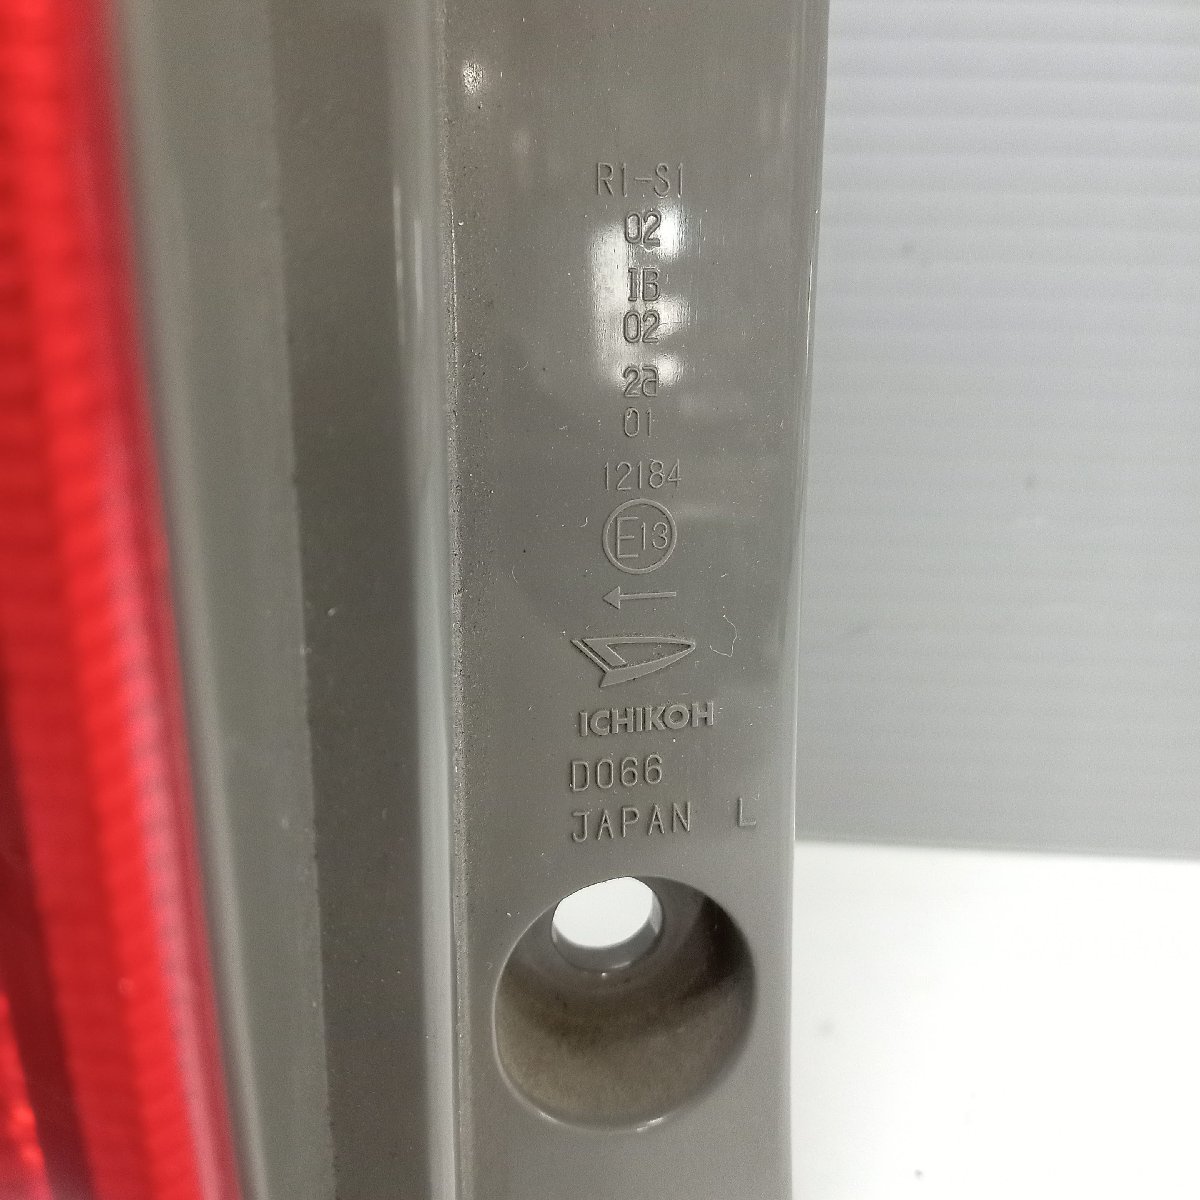 R1-S1
02
IB
02
2a
01
12184
E13
ICHIKOH
D066
JAPAN L